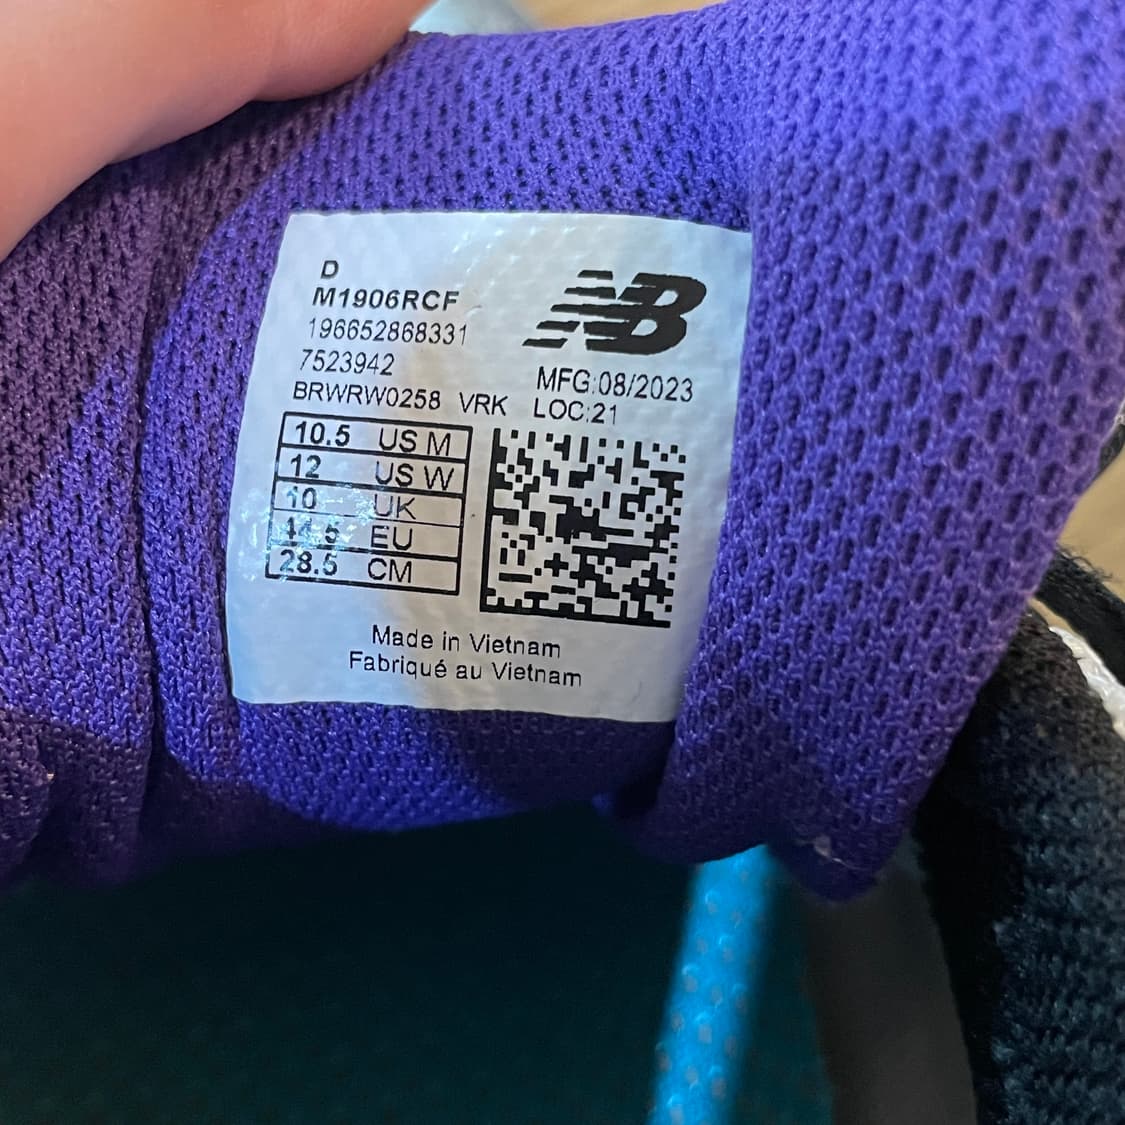 D
M1906RCF
196652868331
7523942
BRWRW0258 VRK
NB
MFG:08/2023
LOC:21
10.5 US M
12 US W
10 UK
44.5 EU
28.5 CM
Made in Vietnam
Fabriqué au Vietnam